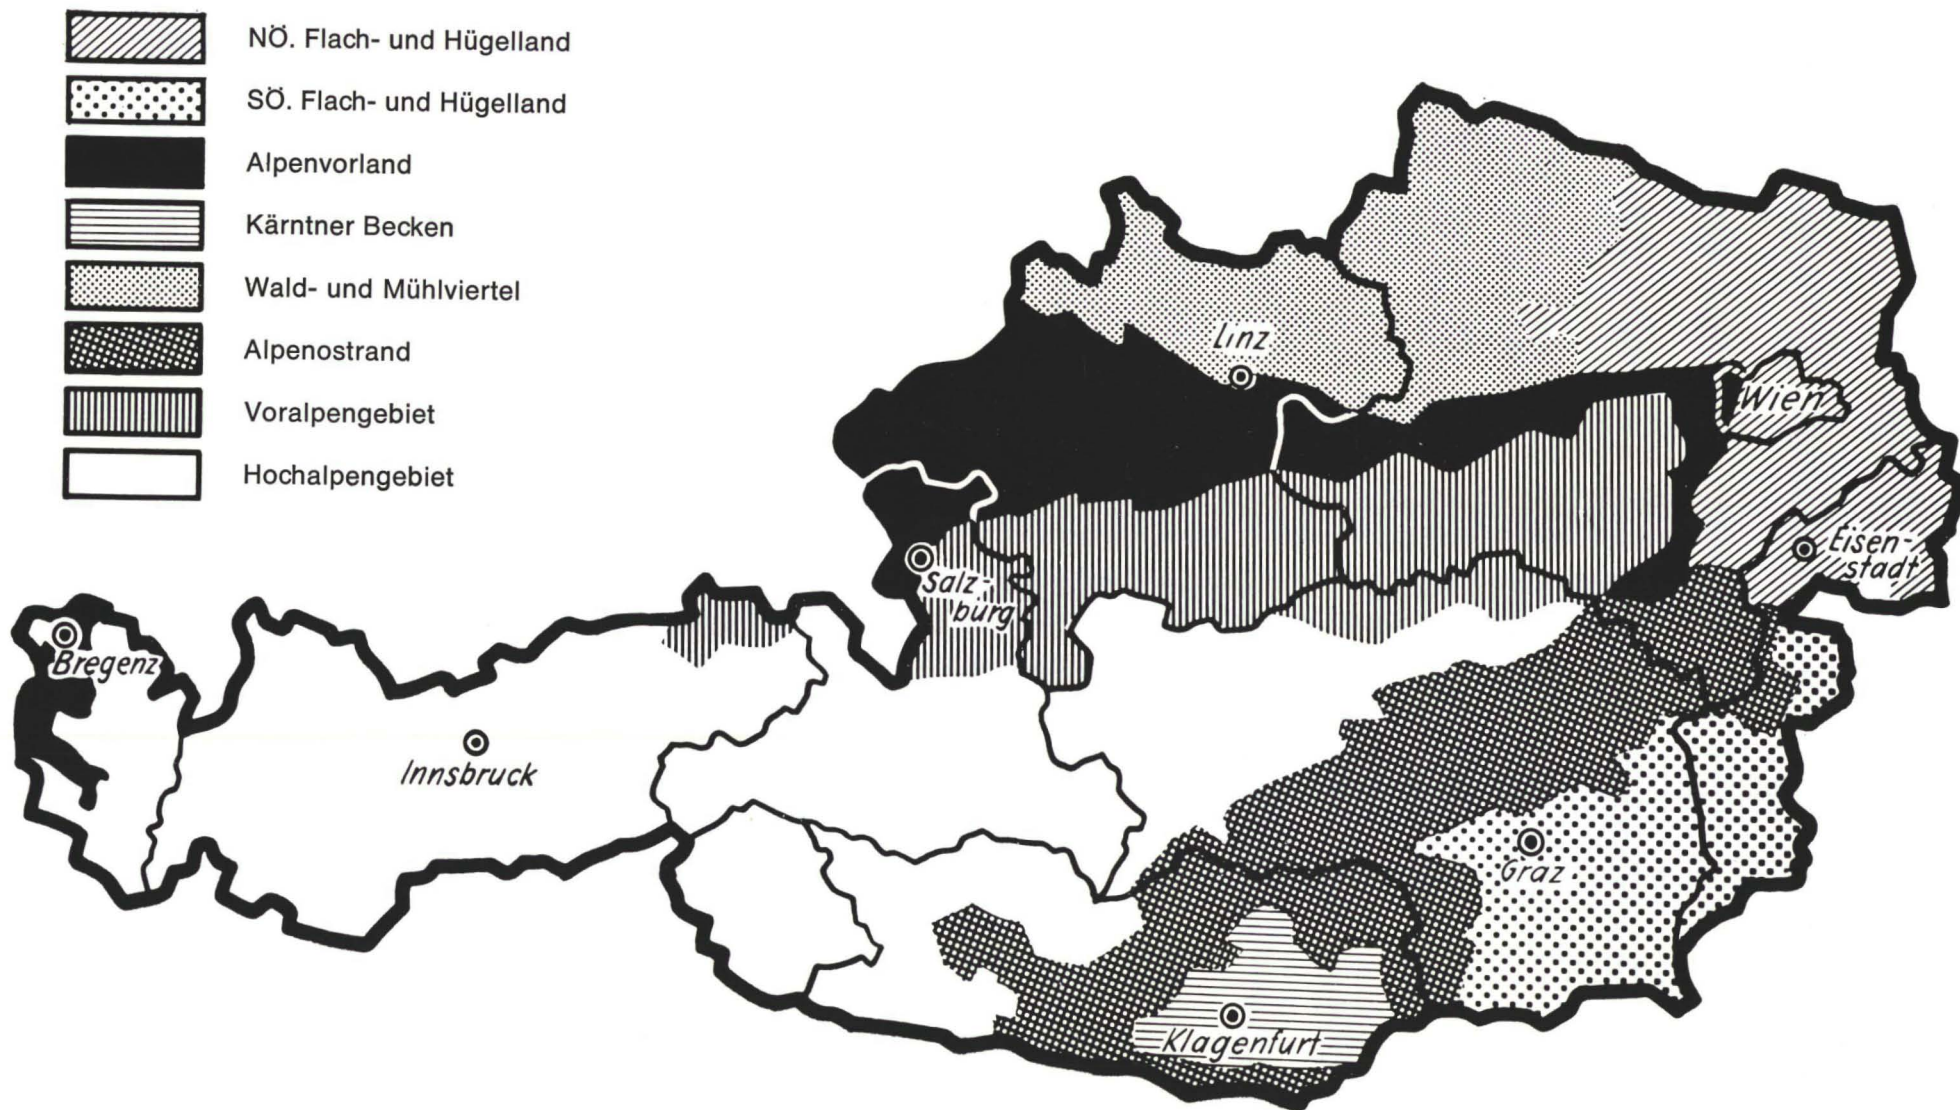 NÖ. Flach- und Hügelland
SÖ. Flach- und Hügelland
Alpenvorland
Kärntner Becken
Wald- und Mühlviertel
Alpenostrand
Voralpengebiet
Hochalpengebiet
Linz
Wien
Eisen-
stadt
Salz-
burg
Bregenz
Innsbruck
Graz
Klagenfurt